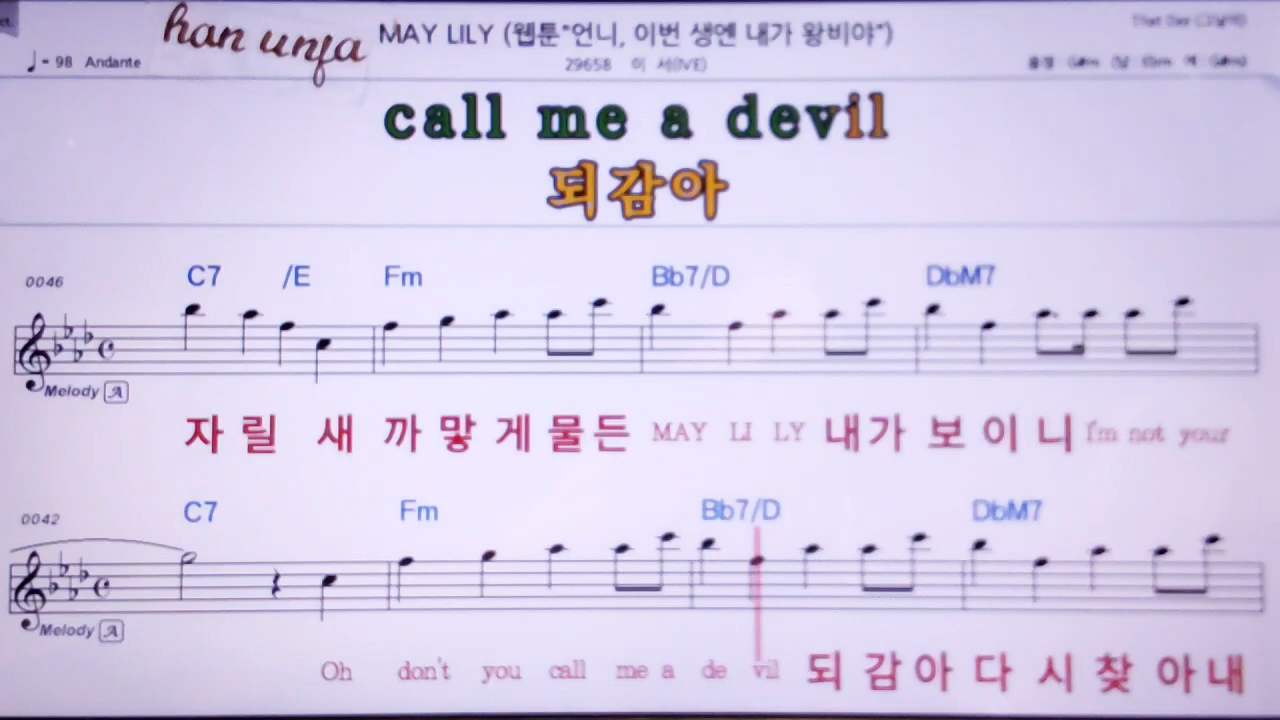 han unfa
MAY LILY (웹툰"언니, 이번 생엔 내가 왕비야")
♩= 98 Andante
29658 이 서(IVE)
call me a devil
되감아
0046
C7 /E Fm Bb7/D DbM7
Melody A
자 릴 새 까 맣 게 물 든 MAY LI LY 내 가 보 이 니 I'm not your
0042
C7 Fm Bb7/D DbM7
Melody A
Oh don't you call me a de vil 되 감 아 다 시 찾 아 내